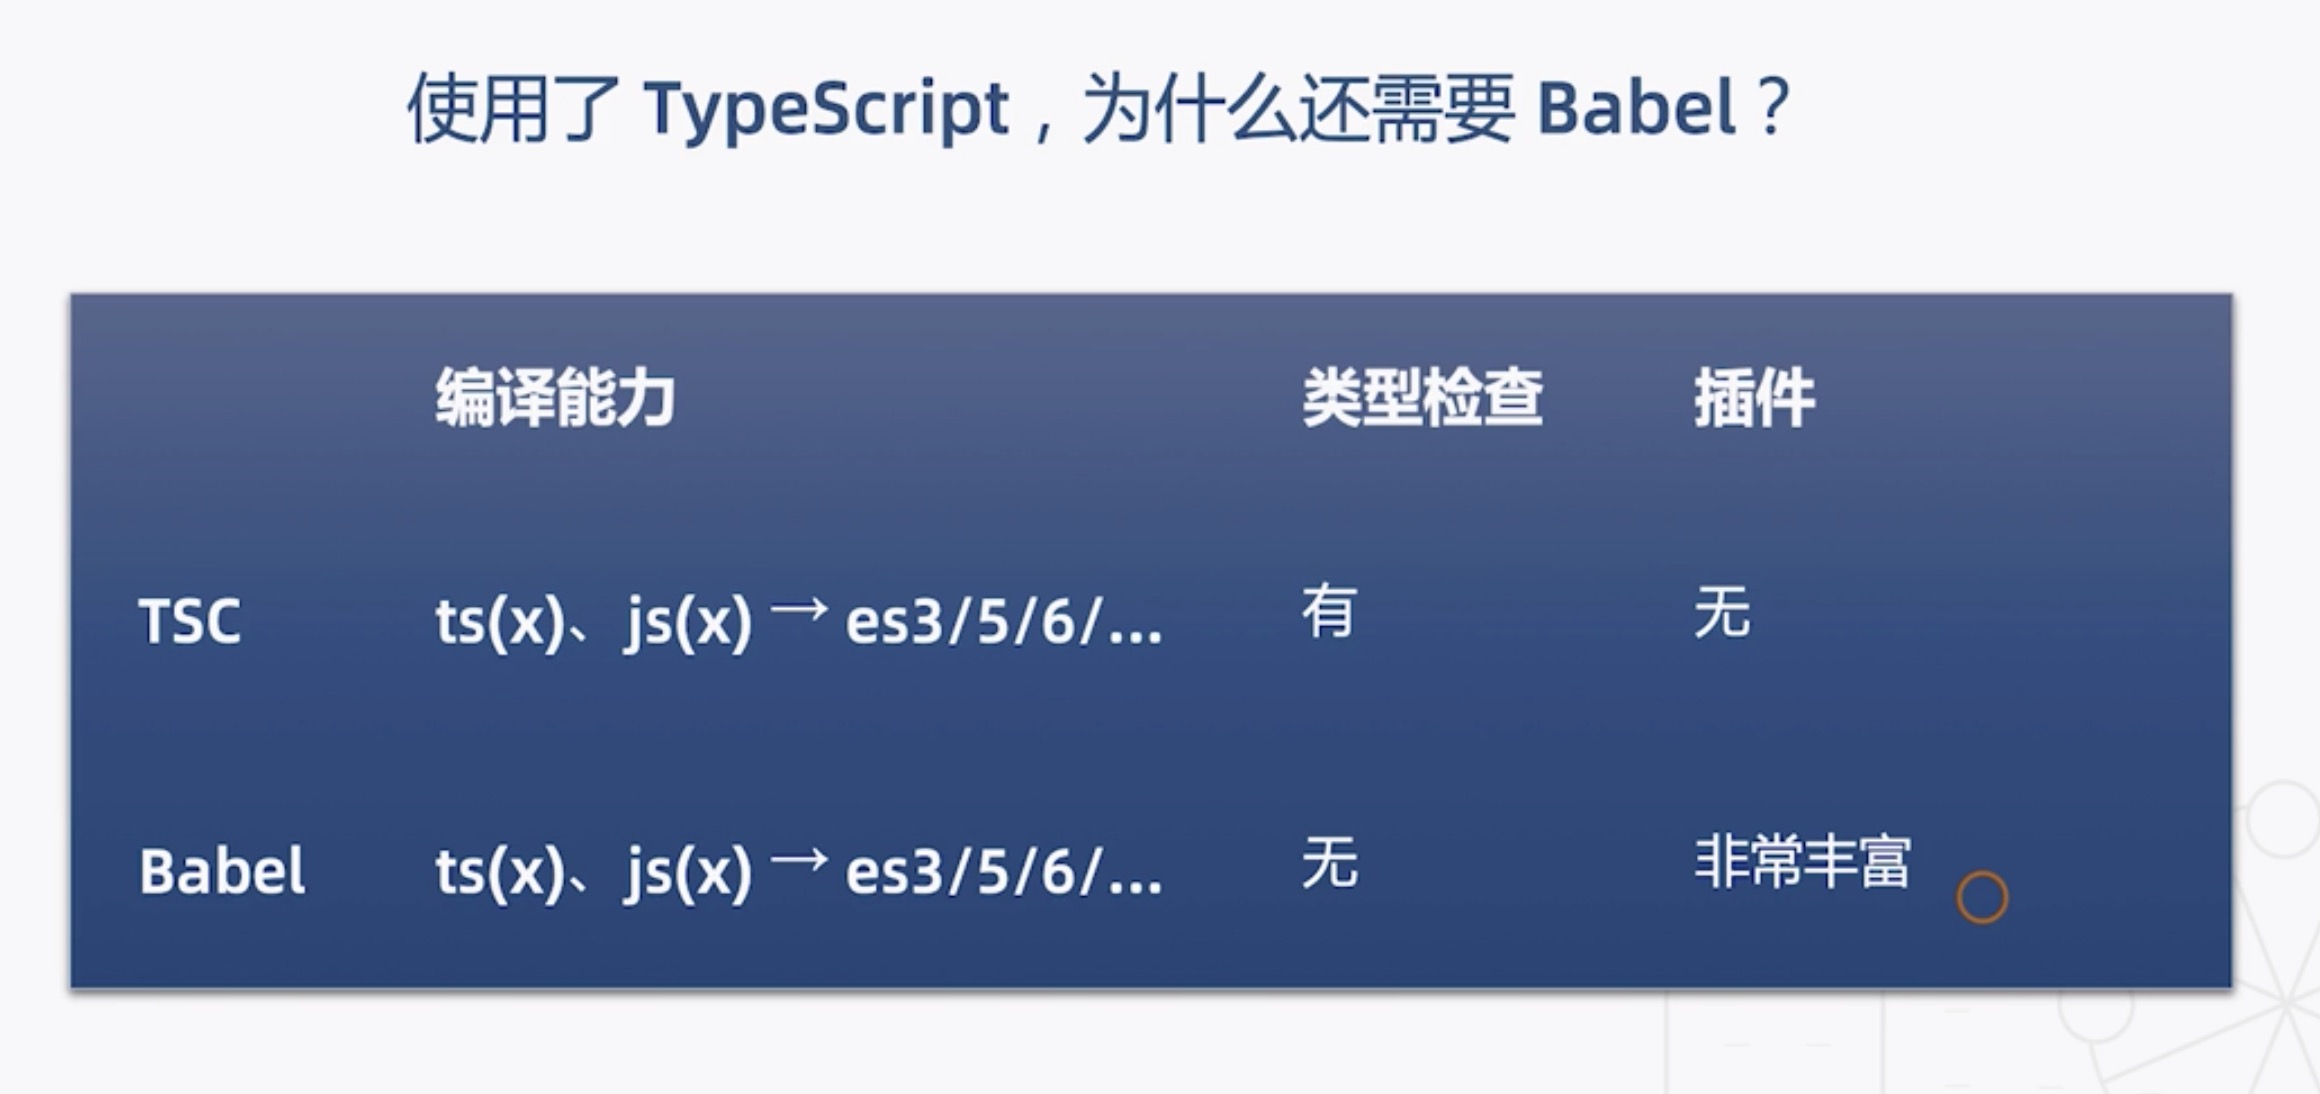 使用了 TypeScript，为什么还需要 Babel？
编译能力 类型检查 插件
TSC ts(x)、js(x) → es3/5/6/... 有 无
Babel ts(x)、js(x) → es3/5/6/... 无 非常丰富